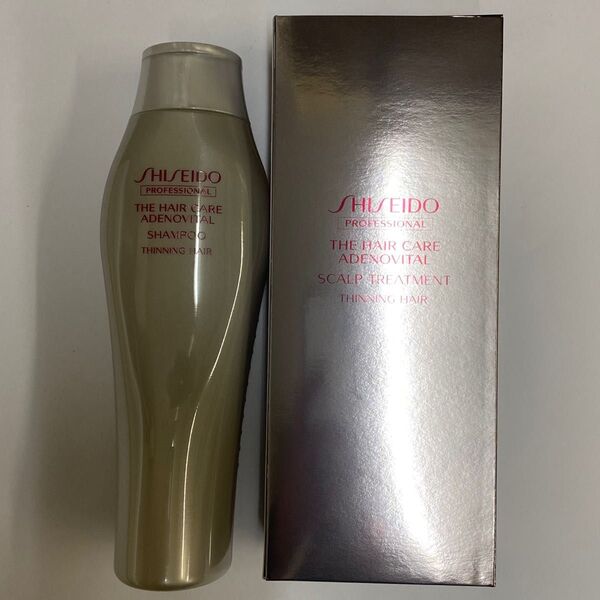 SHISEIDO
PROFESSIONAL
THE HAIR CARE
ADENOVITAL
SHAMPOO
THINNING HAIR
SHISEIDO
PROFESSIONAL
THE HAIR CARE
ADENOVITAL
SCALP TREATMENT
THINNING HAIR